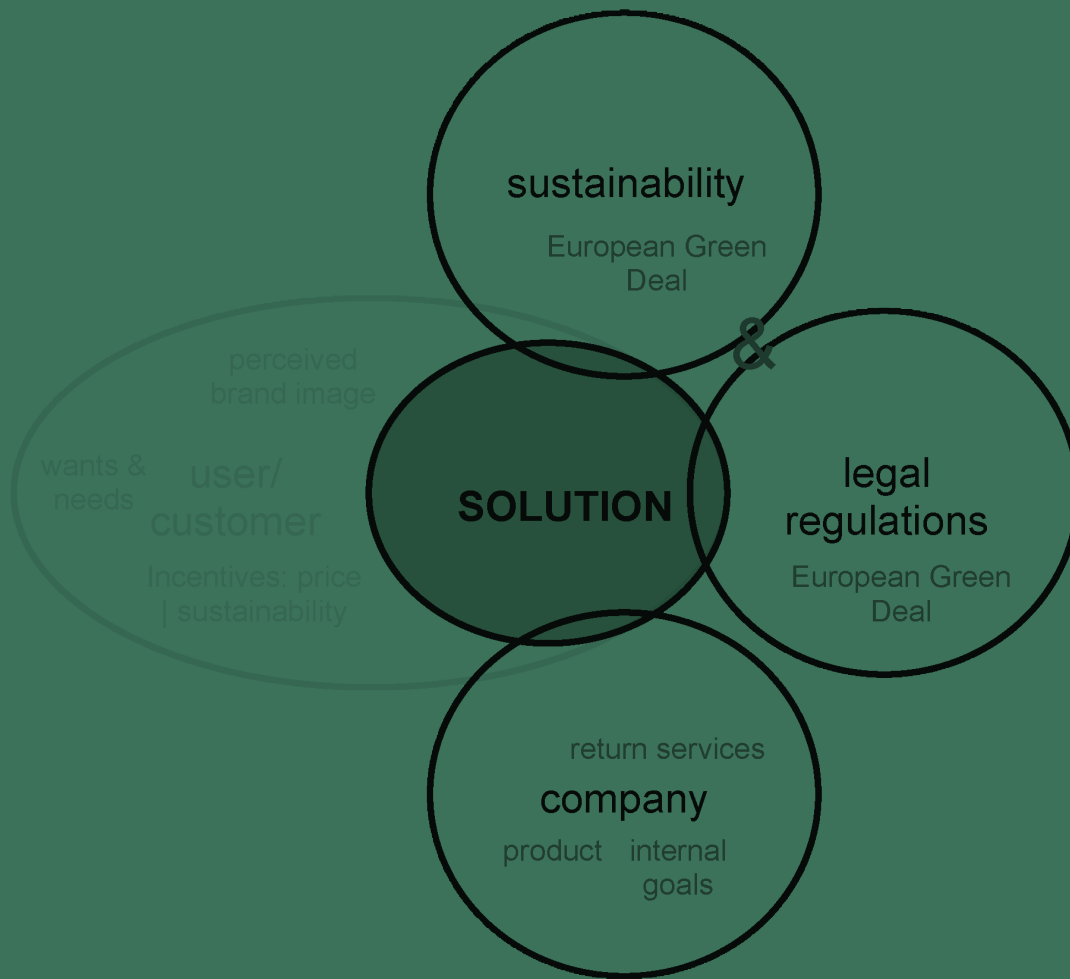 sustainability
European Green
Deal
&
perceived
brand image
wants &
needs
user/
customer
Incentives: price
| sustainability
SOLUTION
legal
regulations
European Green
Deal
return services
company
product
internal
goals